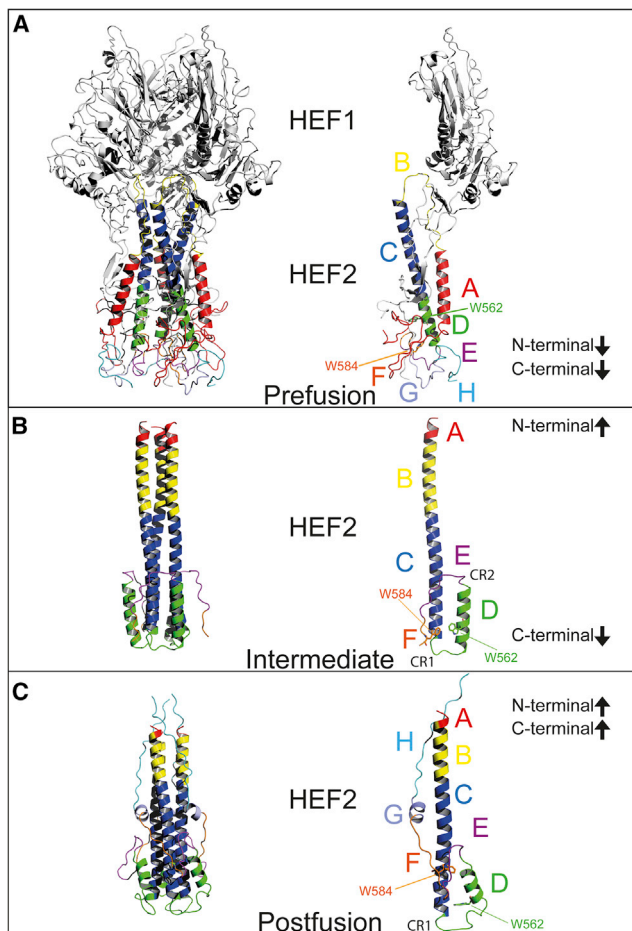 A
HEF1
B
C
HEF2
A
W562
D
W584
E
F
G
H
N-terminal ↓
C-terminal ↓
Prefusion
B
N-terminal ↑
A
B
HEF2
C
E
CR2
W584
D
F
C-terminal ↓
CR1
W562
Intermediate
C
N-terminal ↑
C-terminal ↑
A
H
B
HEF2
C
G
E
F
D
W584
CR1
W562
Postfusion